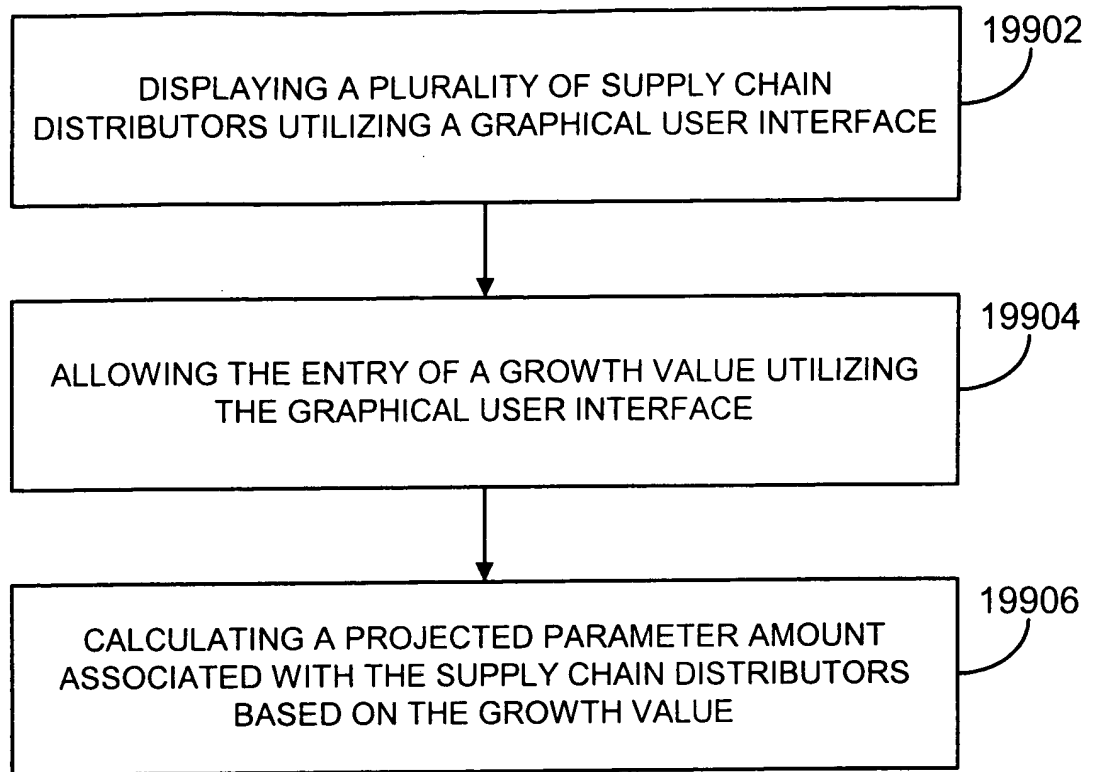 19902
DISPLAYING A PLURALITY OF SUPPLY CHAIN
DISTRIBUTORS UTILIZING A GRAPHICAL USER INTERFACE
19904
ALLOWING THE ENTRY OF A GROWTH VALUE UTILIZING
THE GRAPHICAL USER INTERFACE
19906
CALCULATING A PROJECTED PARAMETER AMOUNT
ASSOCIATED WITH THE SUPPLY CHAIN DISTRIBUTORS
BASED ON THE GROWTH VALUE